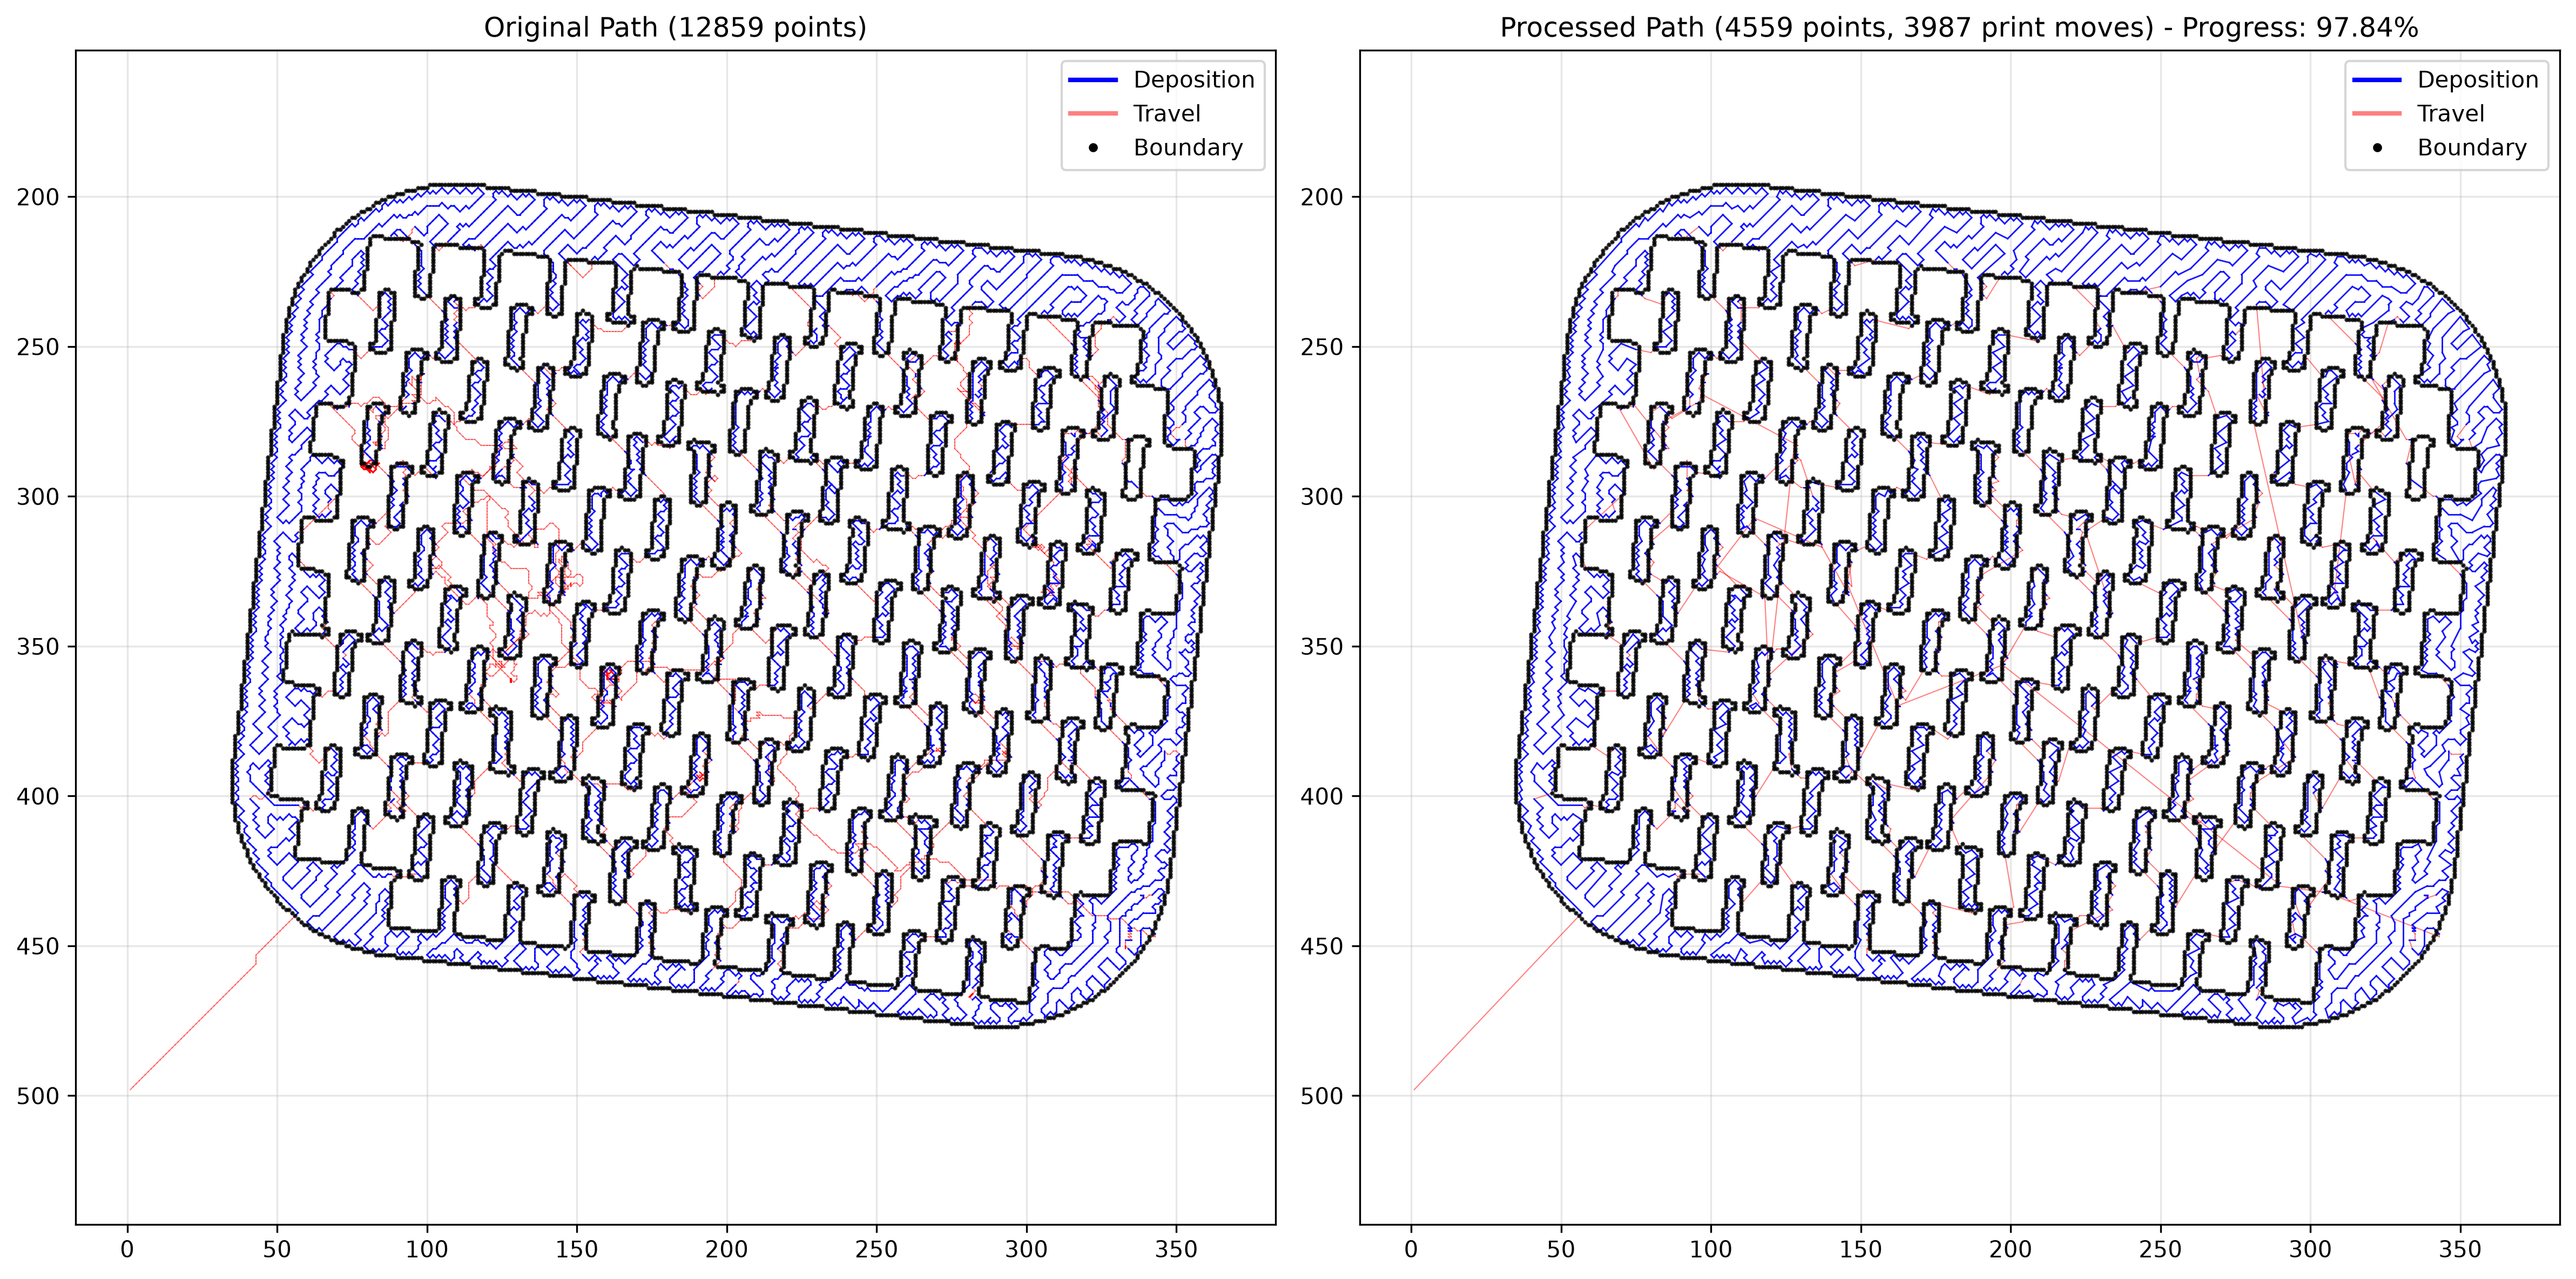 Original Path (12859 points)
Deposition
Travel
Boundary
200
250
300
350
400
450
500
0 50 100 150 200 250 300 350
Processed Path (4559 points, 3987 print moves) - Progress: 97.84%
Deposition
Travel
Boundary
200
250
300
350
400
450
500
0 50 100 150 200 250 300 350